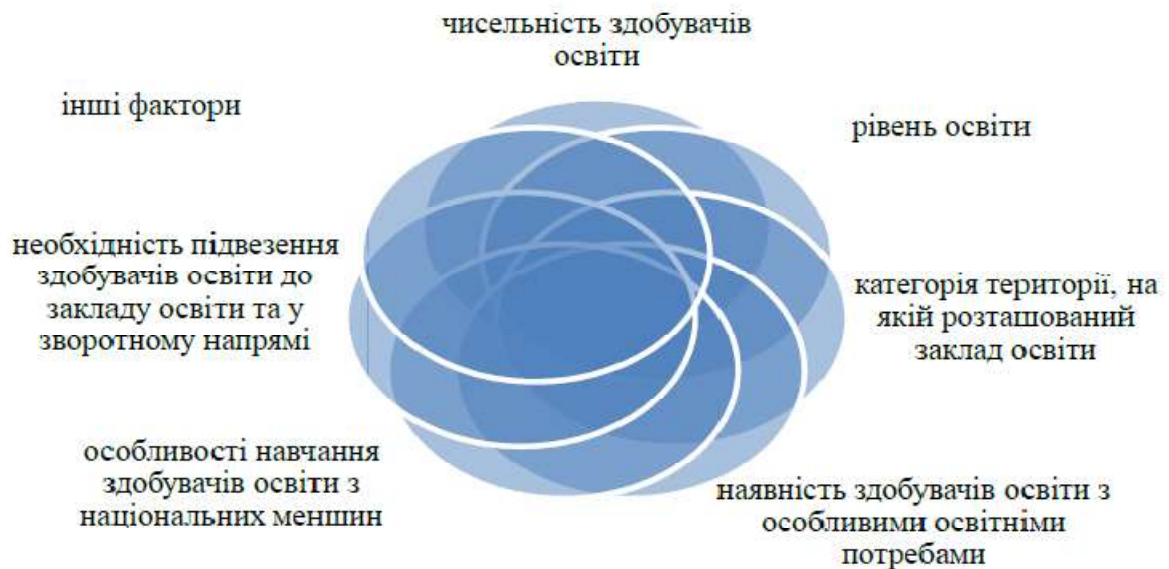 чисельність здобувачів
освіти
рівень освіти
категорія території, на
якій розташований
заклад освіти
наявність здобувачів освіти з
особливими освітніми
потребами
особливості навчання
здобувачів освіти з
національних меншин
необхідність підвезення
здобувачів освіти до
закладу освіти та у
зворотному напрямі
інші фактори